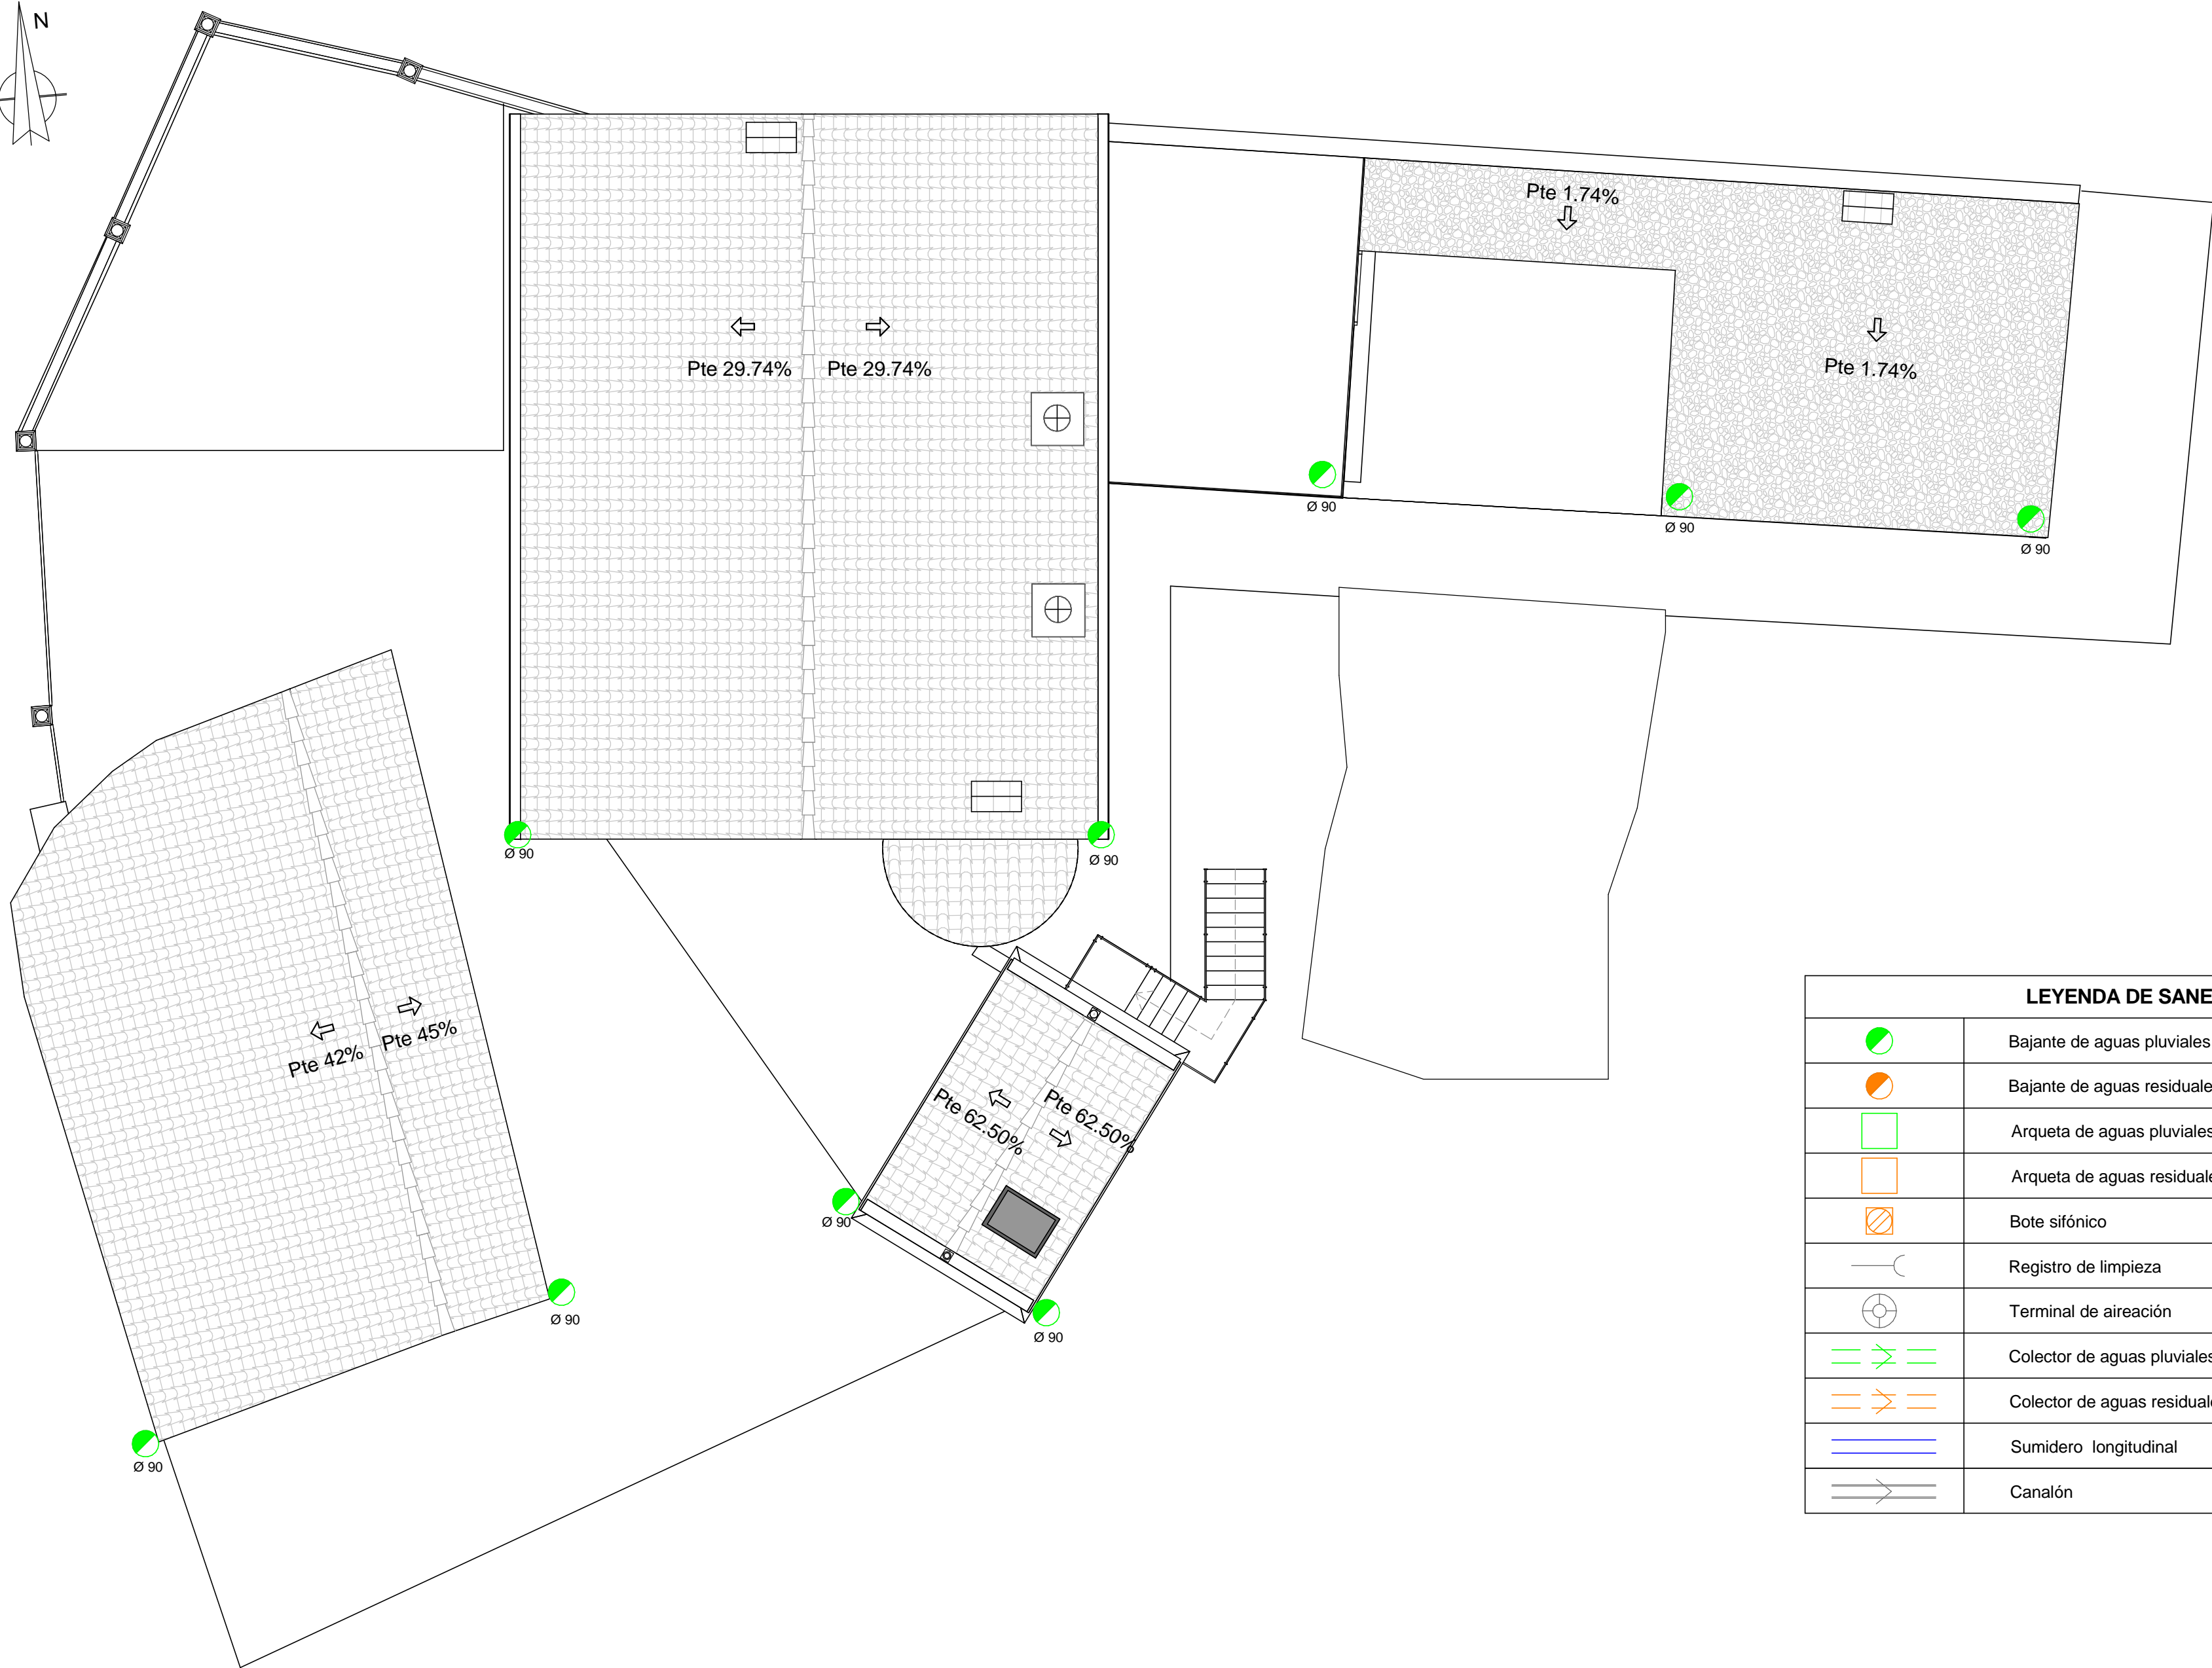 N
Pte 1.74%
Pte 29.74%
Pte 29.74%
Pte 1.74%
Ø 90
Ø 90
Ø 90
Ø 90
Ø 90
Pte 42%
Pte 45%
Pte 62.50%
Pte 62.50%
Ø 90
Ø 90
Ø 90
Ø 90
LEYENDA DE SANE
Bajante de aguas pluviales
Bajante de aguas residuale
Arqueta de aguas pluviales
Arqueta de aguas residuale
Bote sifónico
Registro de limpieza
Terminal de aireación
Colector de aguas pluviales
Colector de aguas residual
Sumidero longitudinal
Canalón